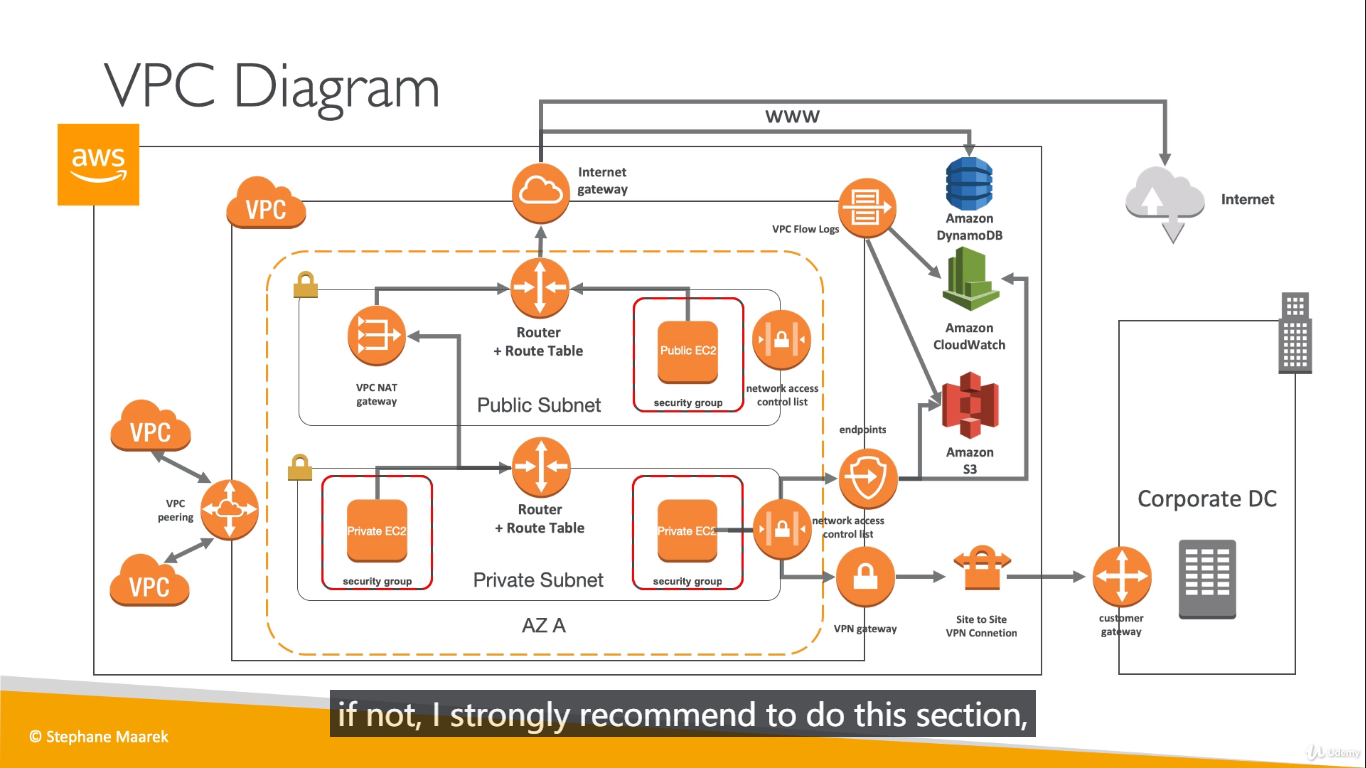 VPC Diagram
aws
WWW
Internet
gateway
VPC
VPC Flow Logs
Amazon
DynamoDB
Internet
Amazon
CloudWatch
Router
+ Route Table
Public EC2
security group
network access
control list
VPC NAT
gateway
Public Subnet
VPC
VPC
peering
VPC
endpoints
Amazon
S3
Corporate DC
Router
+ Route Table
Private EC2
security group
Private EC2
security group
network access
control list
Private Subnet
AZ A
VPN gateway
Site to Site
VPN Connetion
customer
gateway
if not, I strongly recommend to do this section,
© Stephane Maarek
Udemy